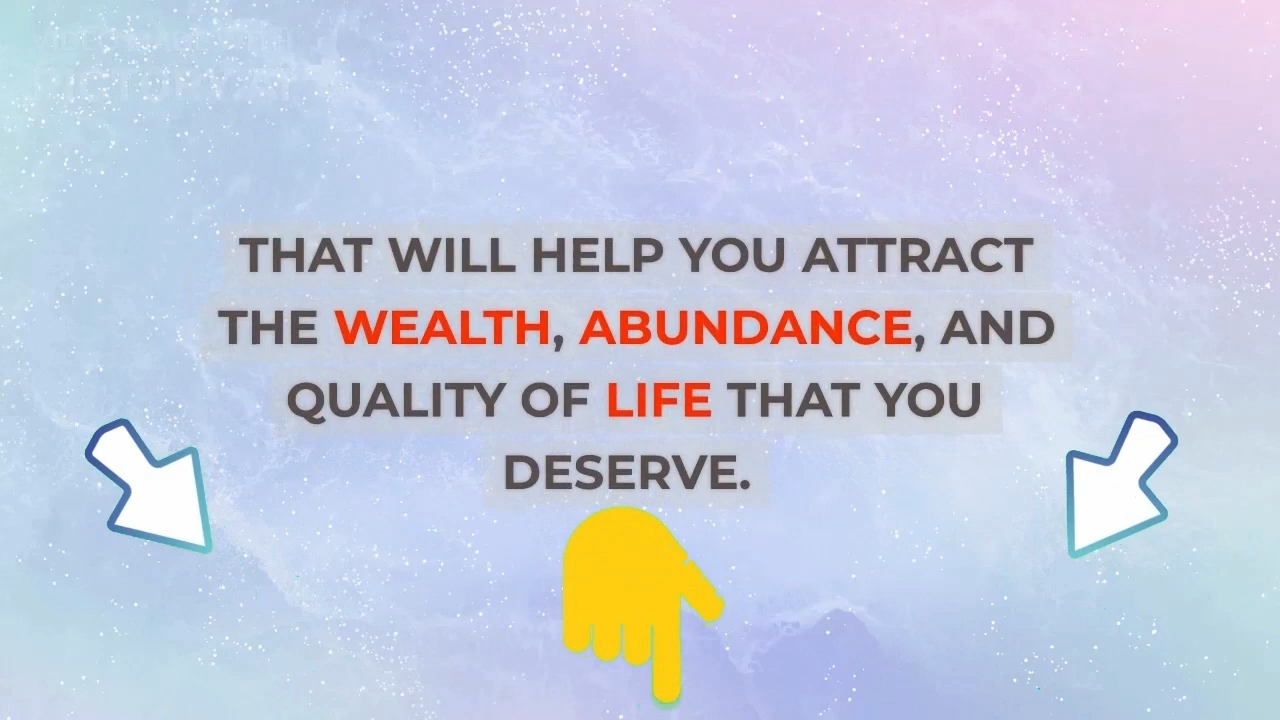 THAT WILL HELP YOU ATTRACT
THE WEALTH, ABUNDANCE, AND
QUALITY OF LIFE THAT YOU
DESERVE.